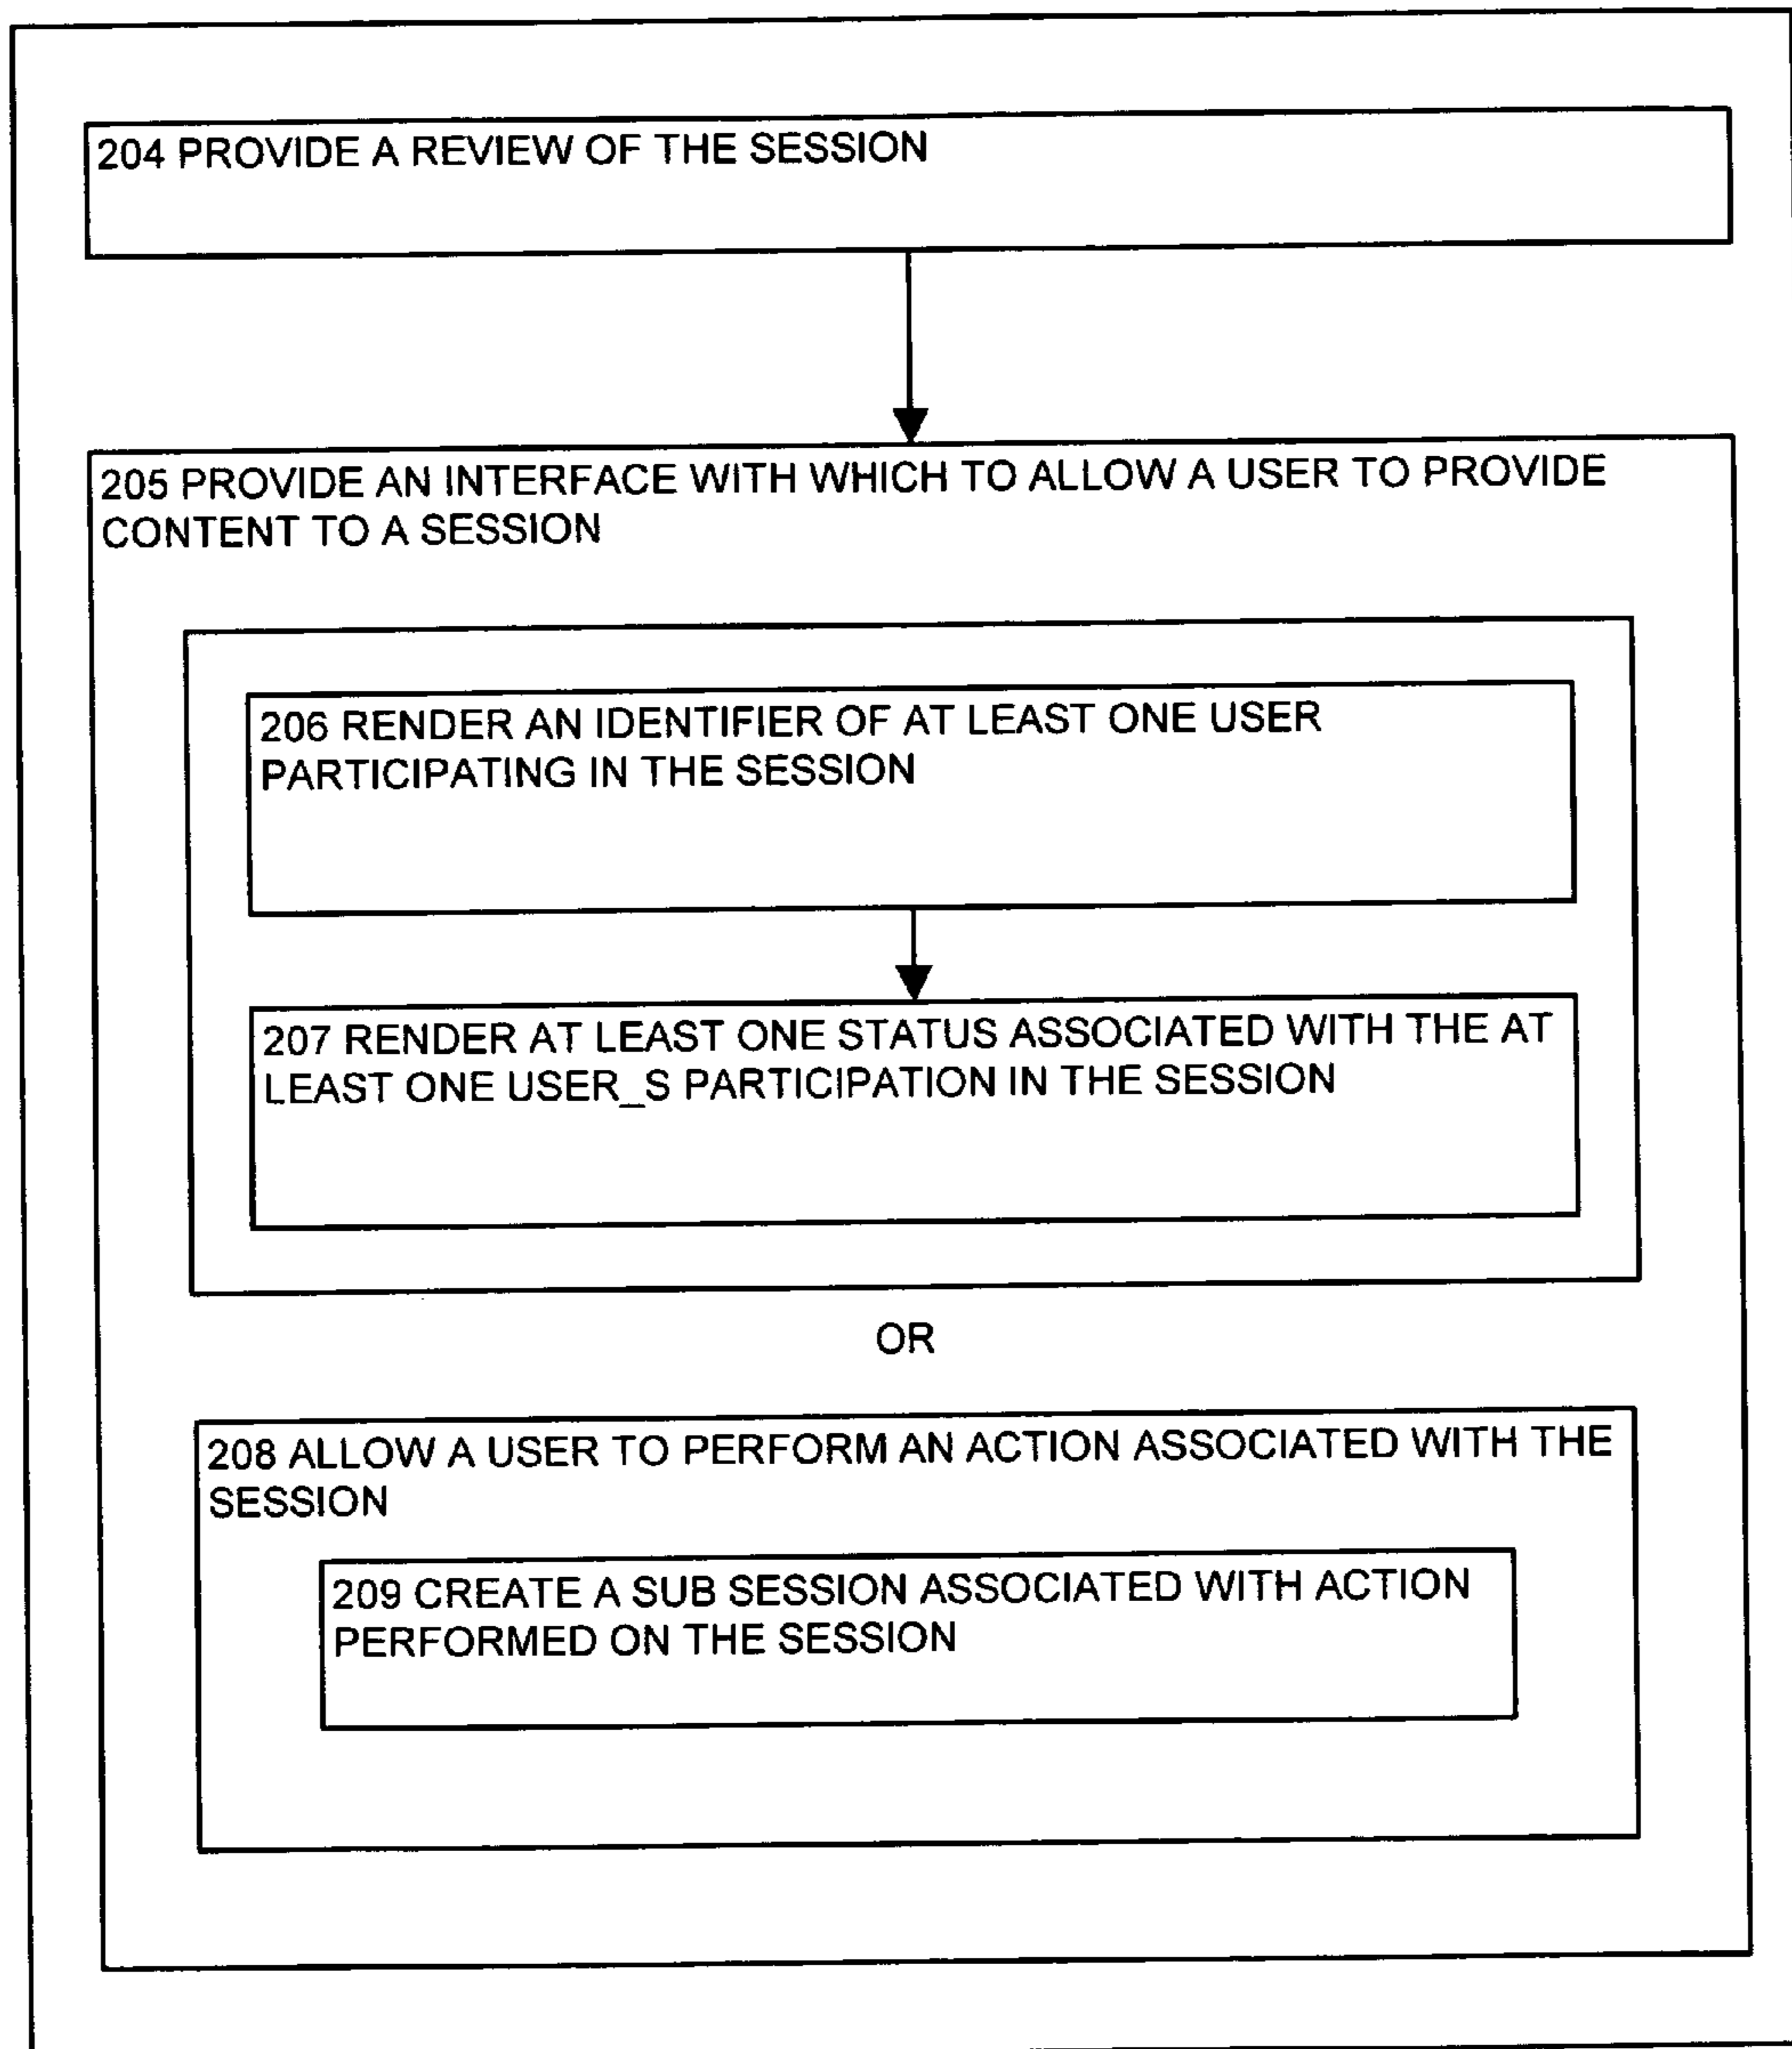 204 PROVIDE A REVIEW OF THE SESSION
205 PROVIDE AN INTERFACE WITH WHICH TO ALLOW A USER TO PROVIDE
CONTENT TO A SESSION
206 RENDER AN IDENTIFIER OF AT LEAST ONE USER
PARTICIPATING IN THE SESSION
207 RENDER AT LEAST ONE STATUS ASSOCIATED WITH THE AT
LEAST ONE USER_S PARTICIPATION IN THE SESSION
OR
208 ALLOW A USER TO PERFORM AN ACTION ASSOCIATED WITH THE
SESSION
209 CREATE A SUB SESSION ASSOCIATED WITH ACTION
PERFORMED ON THE SESSION